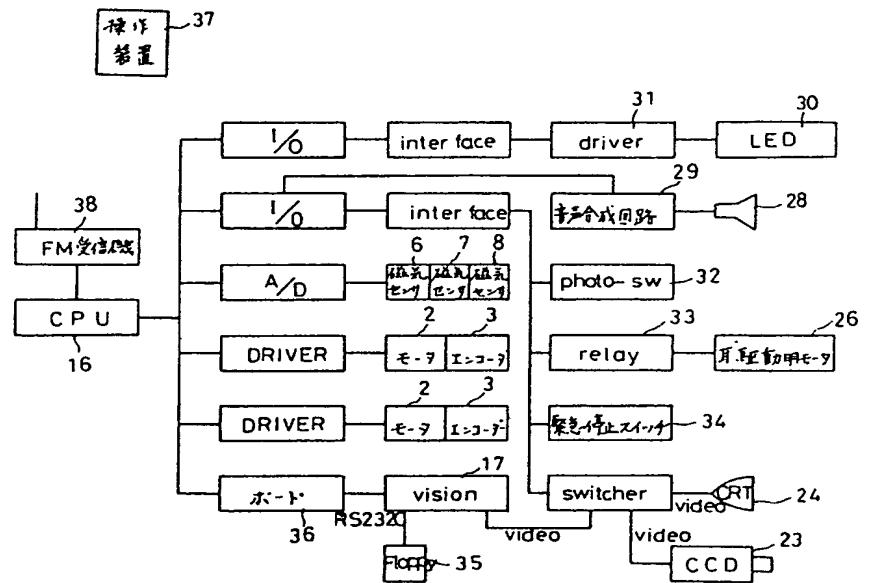 操作
装置
37
I/O
interface
31
driver
30
LED
I/O
interface
29
音声合成回路
28
38
FM受信機
CPU
16
A/D
6
磁気
センサ
7
磁気
センサ
8
磁気
センサ
photo-sw
32
DRIVER
2
モータ
3
エンコーダ
relay
33
耳駆動用モータ
26
DRIVER
2
モータ
3
エンコーダー
緊急停止スイッチ
34
ボード
36
RS232C
17
vision
Floppy
35
video
switcher
video
CRT
24
video
CCD
23